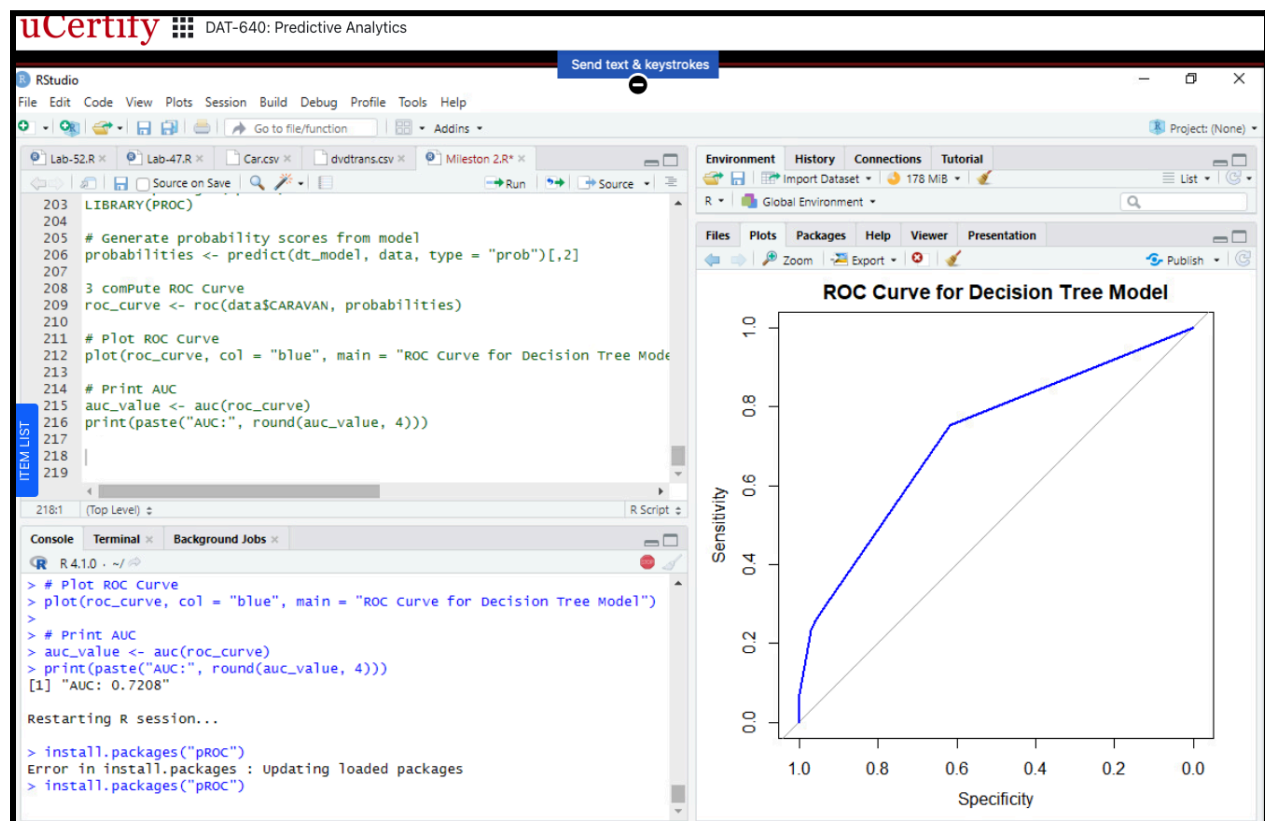 uCertify DAT-640: Predictive Analytics
Send text & keystrokes
RStudio
File Edit Code View Plots Session Build Debug Profile Tools Help
Go to file/function Addins Project: (None)
Lab-52.R Lab-47.R Car.csv dvdtrans.csv Mileston 2.R*
Source on Save Run Source
203 LIBRARY(PROC)
204
205 # Generate probability scores from model
206 probabilities <- predict(dt_model, data, type = "prob")[,2]
207
208 3 comPute ROC Curve
209 roc_curve <- roc(data$CARAVAN, probabilities)
210
211 # Plot ROC Curve
212 plot(roc_curve, col = "blue", main = "ROC Curve for Decision Tree Mode
213
214 # Print AUC
215 auc_value <- auc(roc_curve)
216 print(paste("AUC:", round(auc_value, 4)))
217
218
219
ITEM LIST
218:1 (Top Level) R Script
Console Terminal Background Jobs
R 4.1.0 · ~/
> # Plot ROC Curve
> plot(roc_curve, col = "blue", main = "ROC Curve for Decision Tree Model")
>
> # Print AUC
> auc_value <- auc(roc_curve)
> print(paste("AUC:", round(auc_value, 4)))
[1] "AUC: 0.7208"
Restarting R session...
> install.packages("pROC")
Error in install.packages : Updating loaded packages
> install.packages("pROC")
Environment History Connections Tutorial
Import Dataset 178 MiB List
R Global Environment
Files Plots Packages Help Viewer Presentation
Zoom Export Publish
ROC Curve for Decision Tree Model
Sensitivity
1.0
0.8
0.6
0.4
0.2
0.0
1.0 0.8 0.6 0.4 0.2 0.0
Specificity